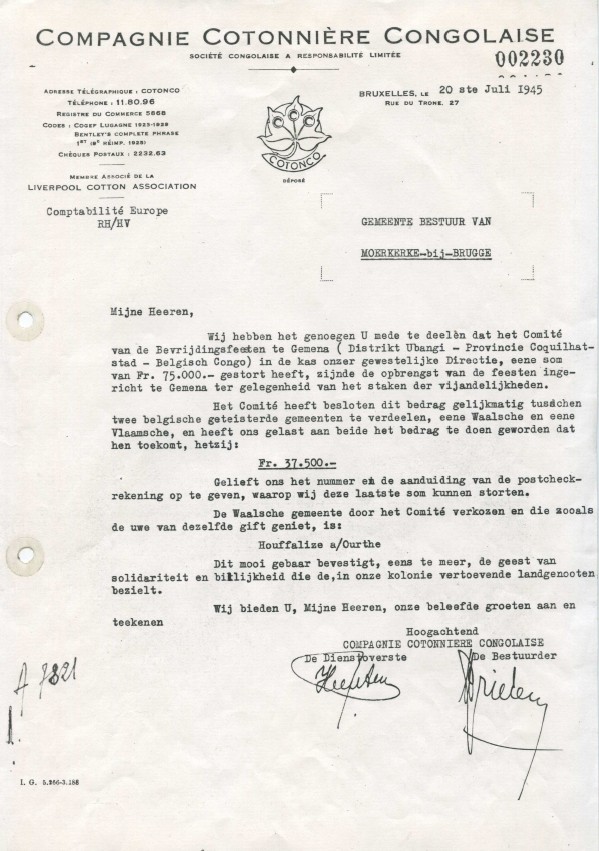 COMPAGNIE COTONNIÈRE CONGOLAISE
SOCIÉTÉ CONGOLAISE A RESPONSABILITÉ LIMITÉE
002230
ADRESSE TÉLÉGRAPHIQUE : COTONCO
TÉLÉPHONE : 11.80.96
REGISTRE DU COMMERCE 5668
CODES : COGEF LUGAGNE 1925-1929
BENTLEY'S COMPLETE PHRASE
CHÈQUES POSTAUX : 2232.63
MEMBRE ASSOCIÉ DE LA
LIVERPOOL COTTON ASSOCIATION
Comptabilité Europe
RH/HV
COTONCO
DÉPOSÉ
BRUXELLES, LE 20 ste Juli 1945
RUE DU TRONE, 27
GEMEENTE BESTUUR VAN
MOERKERKE-bij-BRUGGE
Mijne Heeren,
Wij hebben het genoegen U mede te deelen dat het Comité
van de Bevrijdingsfeesten te Gemena ( Distrikt Ubangi - Provincie Coquilhat-
stad - Belgisch Congo) in de kas onzer gewestelijke Directie, eene som
van Fr. 75.000.- gestort heeft, zijnde de opbrengst van de feesten inge-
richt te Gemena ter gelegenheid van het staken der vijandelijkheden.
Het Comité heeft besloten dit bedrag gelijkmatig tusschen
twee belgische geteisterde gemeenten te verdeelen, eene Waalsche en eene
Vlaamsche, en heeft ons gelast aan beide het bedrag te doen geworden dat
hen toekomt, hetzij:
Fr. 37.500.-
Gelieft ons het nummer en de aanduiding van de postcheck-
rekening op te geven, waarop wij deze laatste som kunnen storten.
De Waalsche gemeente door het Comité verkozen en die zooals
de uwe van dezelfde gift geniet, is:
Houffalize a/Ourthe
Dit mooi gebaar bevestigt, eens te meer, de geest van
solidariteit en billijkheid die de,in onze kolonie vertoevende landgenooten
bezielt.
Wij bieden U, Mijne Heeren, onze beleefde groeten aan en
teekenen
Hoogachtend
COMPAGNIE COTONNIERE CONGOLAISE
De Dienstoverste De Bestuurder
A 7821
I. G. 5.266-3.188